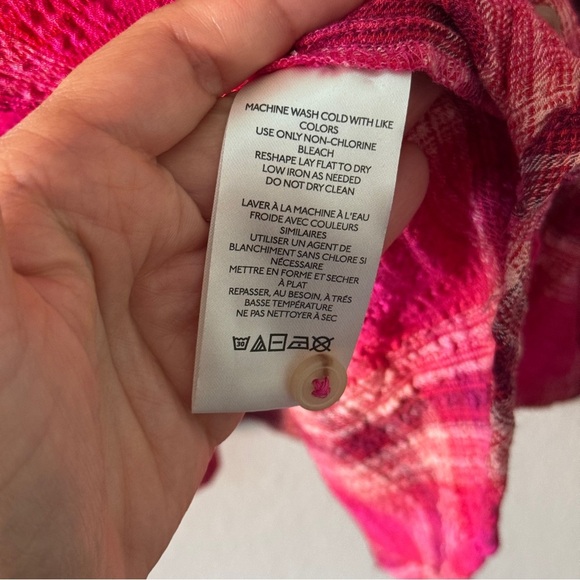 MACHINE WASH COLD WITH LIKE
COLORS
USE ONLY NON-CHLORINE
BLEACH
RESHAPE LAY FLAT TO DRY
LOW IRON AS NEEDED
DO NOT DRY CLEAN
LAVER À LA MACHINE À L'EAU
FROIDE AVEC COULEURS
SIMILAIRES
UTILISER UN AGENT DE
BLANCHIMENT SANS CHLORE SI
NÉCESSAIRE
METTRE EN FORME ET SECHER
À PLAT
REPASSER, AU BESOIN, À TRÉS
BASSE TEMPÉRATURE
NE PAS NETTOYER À SEC
30